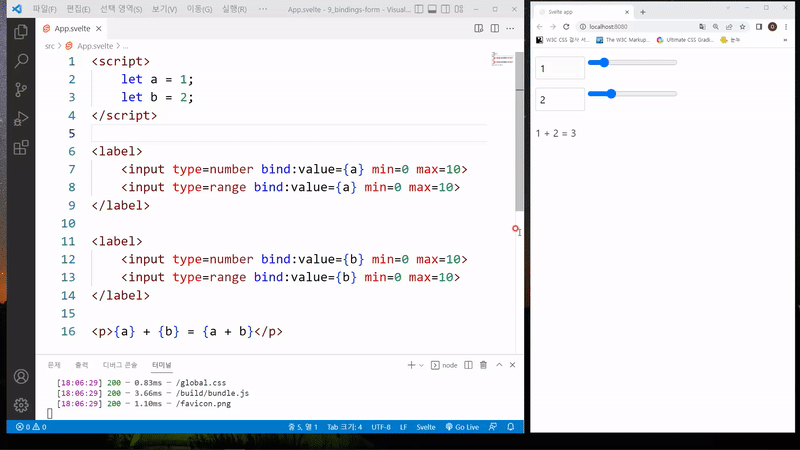 파일(F) 편집(E) 선택 영역(S) 보기(V) 이동(G) 실행(R) ... App.svelte - 9_bindings-form - Visual...
App.svelte
src > App.svelte > ...
1 <script>
2 let a = 1;
3 let b = 2;
4 </script>
5
6 <label>
7 <input type=number bind:value={a} min=0 max=10>
8 <input type=range bind:value={a} min=0 max=10>
9 </label>
10
11 <label>
12 <input type=number bind:value={b} min=0 max=10>
13 <input type=range bind:value={b} min=0 max=10>
14 </label>
15
16 <p>{a} + {b} = {a + b}</p>
문제 출력 디버그 콘솔 터미널 node
[18:06:29] 200 – 0.83ms – /global.css
[18:06:29] 200 – 3.66ms – /build/bundle.js
[18:06:29] 200 – 1.10ms – /favicon.png
0 0 줄 5, 열 1 Tab 크기: 4 UTF-8 LF Svelte Go Live
Svelte app
localhost:8080
W3C CSS 검사 서... The W3C Markup... Ultimate CSS Gradi... 눈누
1
2
1 + 2 = 3